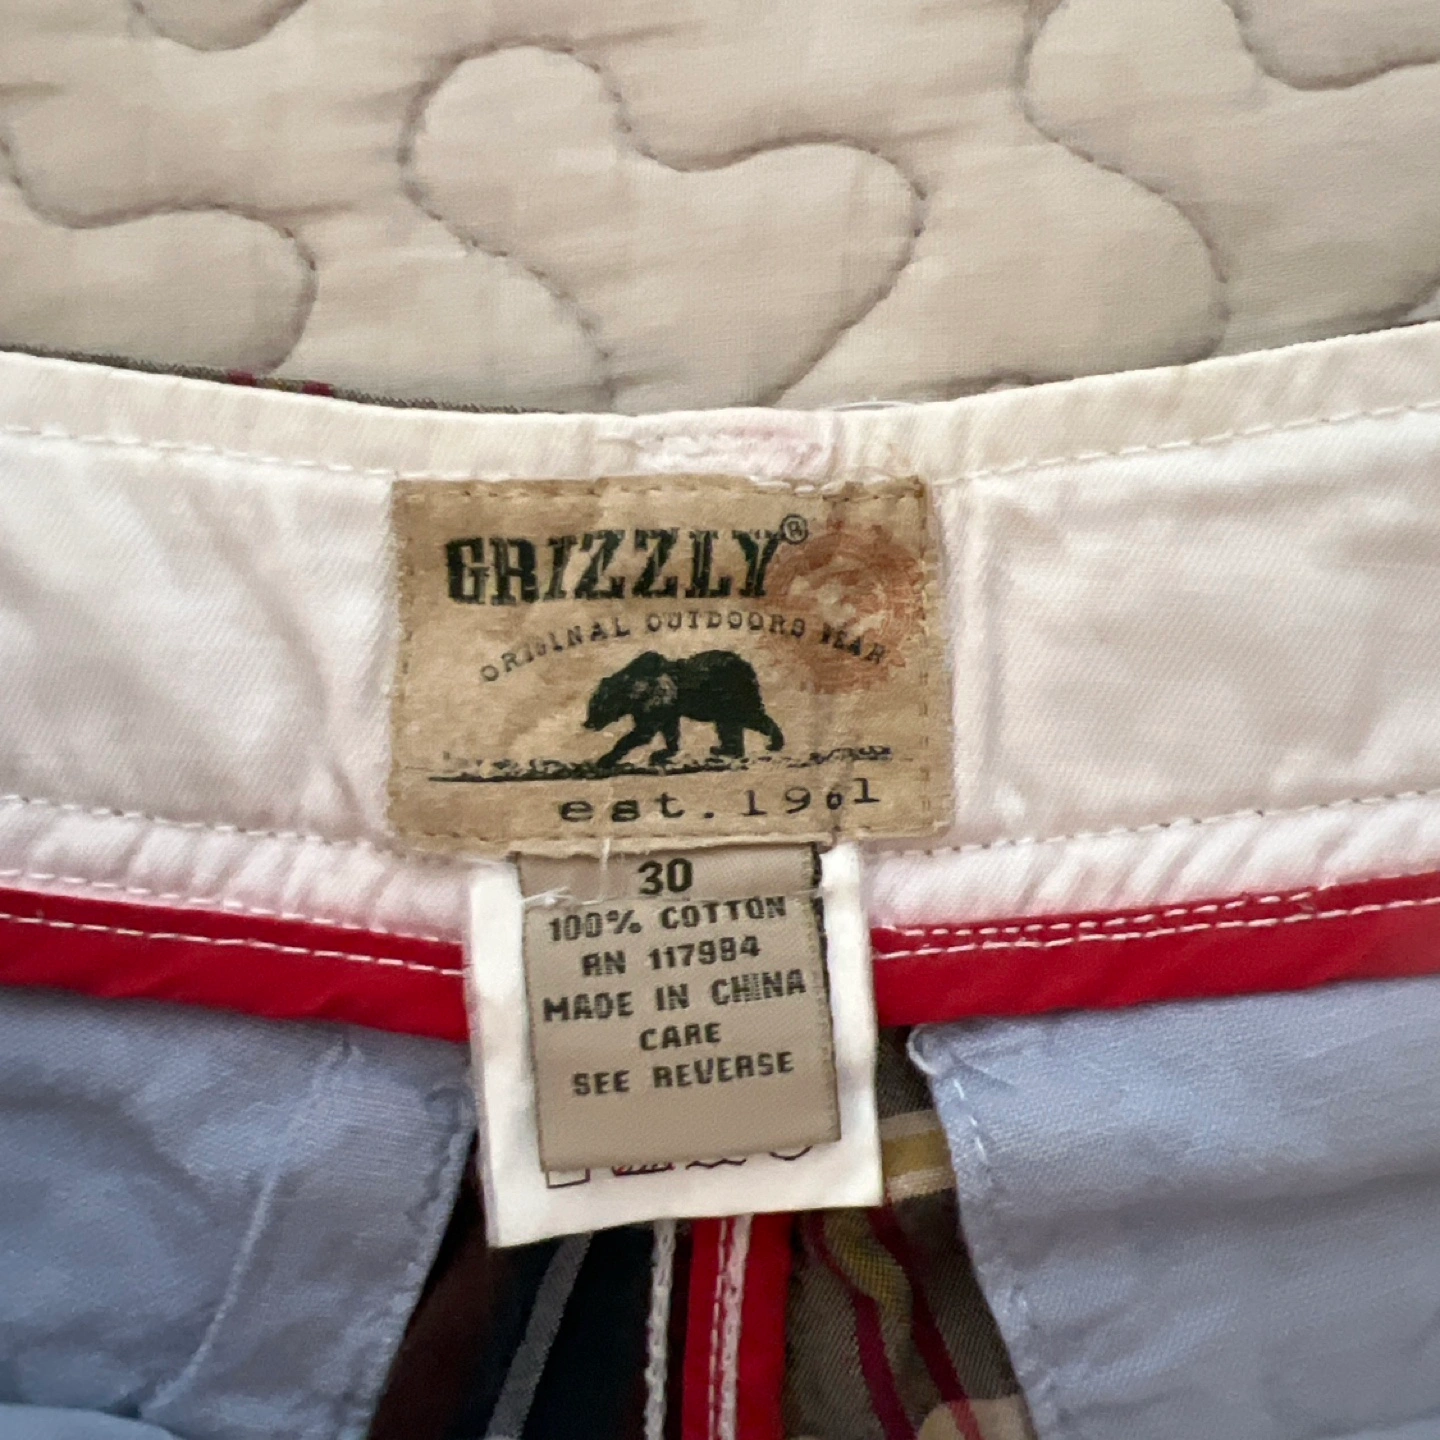 GRIZZLY®
ORIGINAL OUTDOORS WEAR
est.1961
30
100% COTTON
RN 117984
MADE IN CHINA
CARE
SEE REVERSE